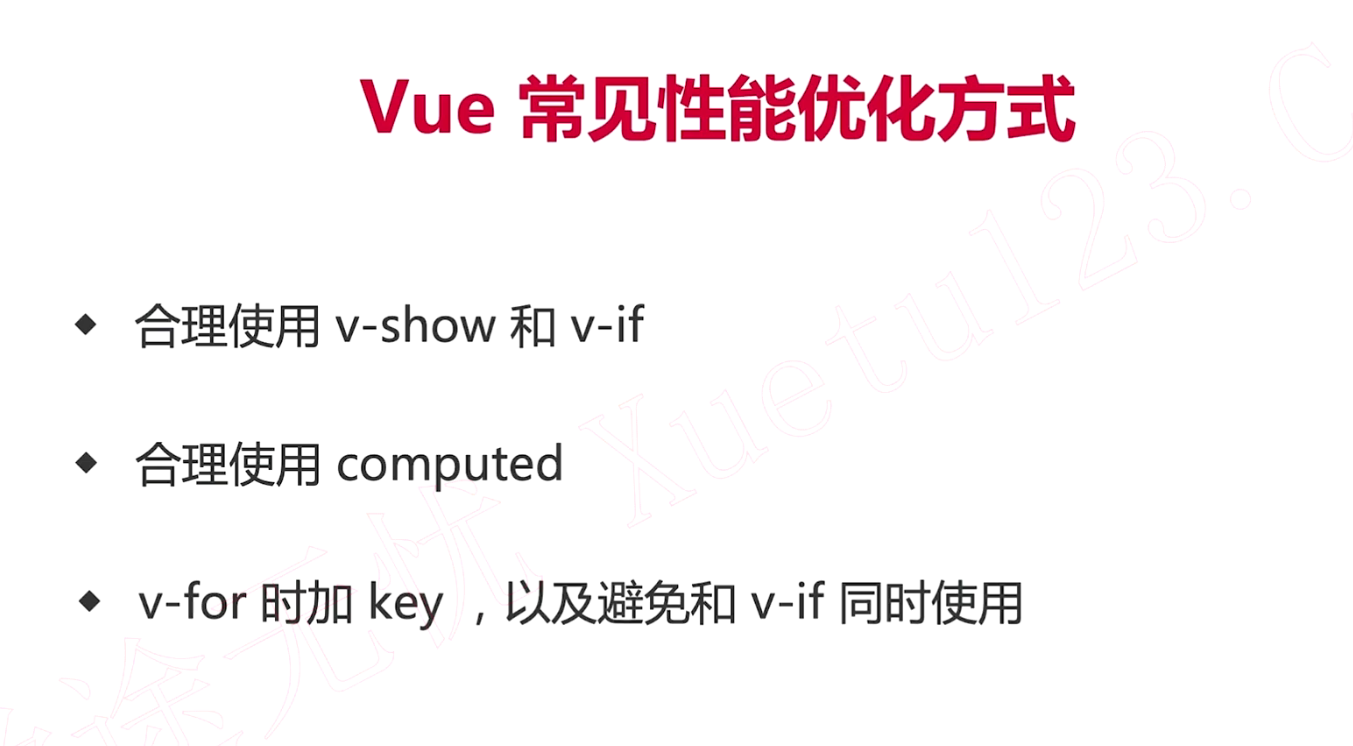 Vue 常见性能优化方式
◆ 合理使用 v-show 和 v-if
◆ 合理使用 computed
◆ v-for 时加 key ，以及避免和 v-if 同时使用
途无忧 Xuetu123.C